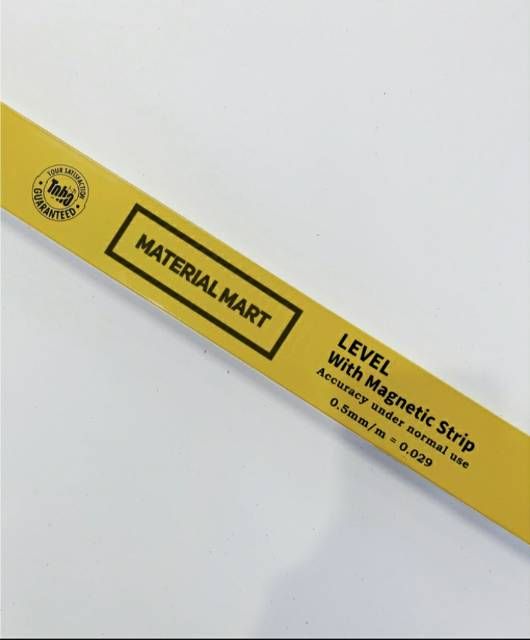 YOUR SATISFACTION
GUARANTEED
MATERIAL MART
LEVEL
With Magnetic Strip
Accuracy under normal use
0.5mm/m = 0.029